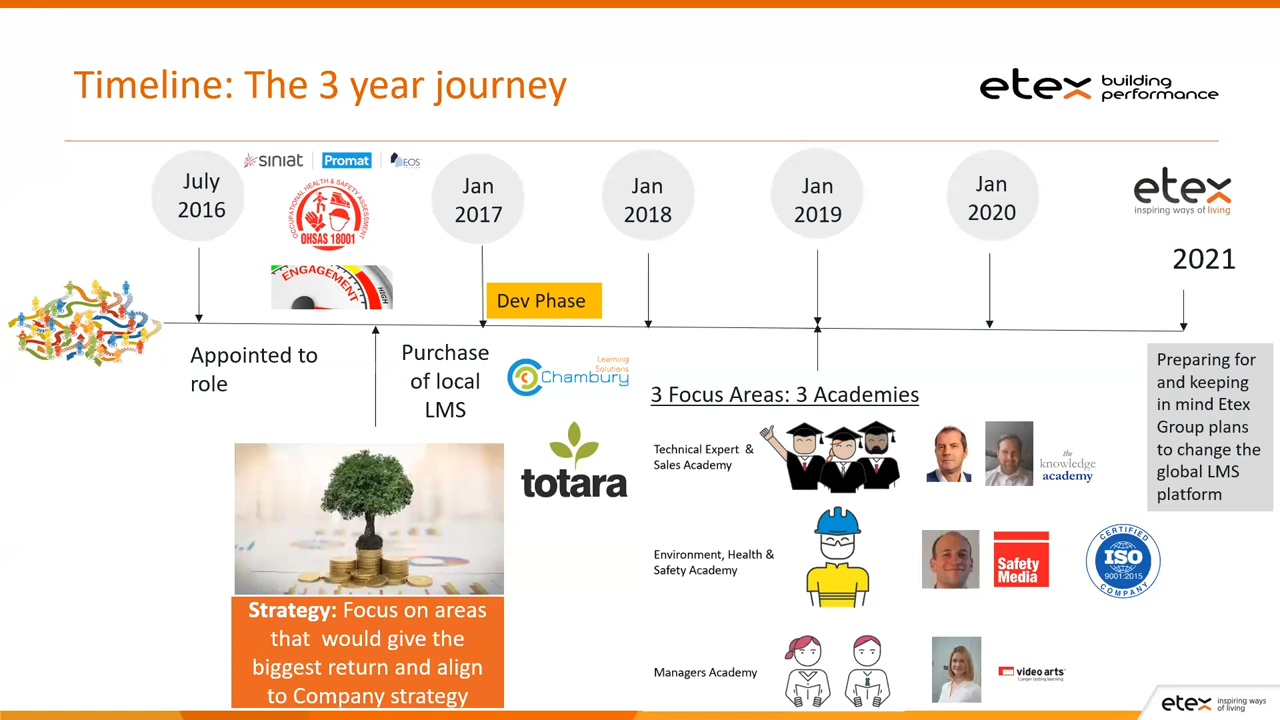 Timeline: The 3 year journey
etex building
performance
July
2016
SINIAT
Promat
EOS
OCCUPATIONAL HEALTH & SAFETY ASSESSMENT
OHSAS 18001
ENGAGEMENT
HIGH
Jan
2017
Jan
2018
Jan
2019
Jan
2020
etex
inspiring ways of living
2021
Dev Phase
Appointed to
role
Purchase
of local
LMS
Learning
Solutions
Chambury
totara
Strategy: Focus on areas
that would give the
biggest return and align
to Company strategy
3 Focus Areas: 3 Academies
Technical Expert &
Sales Academy
the
knowledge
academy
Environment, Health &
Safety Academy
Safety
Media
CERTIFIED
ISO
9001:2015
COMPANY
Managers Academy
video arts
Longer lasting learning
Preparing for
and keeping
in mind Etex
Group plans
to change the
global LMS
platform
etex inspiring ways
of living